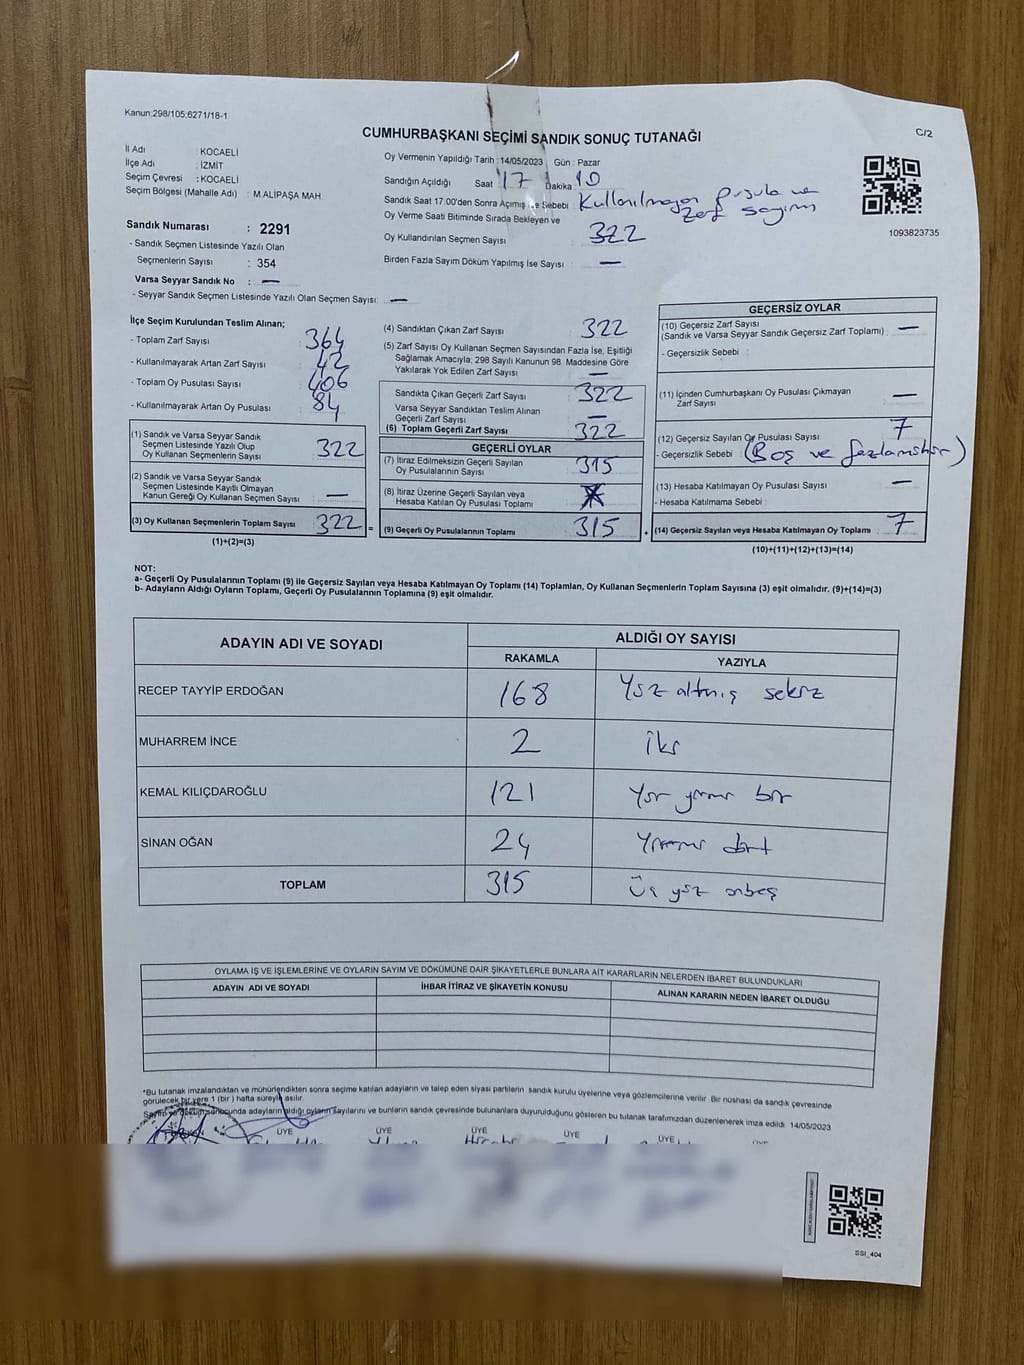 Kanun:298/105;6271/18-1
CUMHURBAŞKANI SEÇİMİ SANDIK SONUÇ TUTANAĞI
C/2
İl Adı : KOCAELİ
İlçe Adı : İZMİT
Seçim Çevresi : KOCAELİ
Seçim Bölgesi (Mahalle Adı) : M.ALİPAŞA MAH.
Sandık Numarası : 2291
- Sandık Seçmen Listesinde Yazılı Olan
Seçmenlerin Sayısı : 354
Varsa Seyyar Sandık No : —
- Seyyar Sandık Seçmen Listesinde Yazılı Olan Seçmen Sayısı : —
Oy Vermenin Yapıldığı Tarih : 14/05/2023 Gün : Pazar
Sandığın Açıldığı Saat : 17 Dakika : 10
Sandık Saat 17.00'den Sonra Açımış ise Sebebi : Kullanılmayan pusula ve zarf sayımı
Oy Verme Saati Bitiminde Sırada Bekleyen ve
Oy Kullandırılan Seçmen Sayısı : 322
Birden Fazla Sayım Döküm Yapılmış İse Sayısı : —
1093823735
İlçe Seçim Kurulundan Teslim Alınan;
- Toplam Zarf Sayısı : 364
- Kullanılmayarak Artan Zarf Sayısı : 42
- Toplam Oy Pusulası Sayısı : 406
- Kullanılmayarak Artan Oy Pusulası : 84
(1) Sandık ve Varsa Seyyar Sandık
Seçmen Listesinde Yazılı Olup
Oy Kullanan Seçmenlerin Sayısı : 322
(2) Sandık ve Varsa Seyyar Sandık
Seçmen Listesinde Kayıtlı Olmayan
Kanun Gereği Oy Kullanan Seçmen Sayısı : —
(3) Oy Kullanan Seçmenlerin Toplam Sayısı : 322 =
(1)+(2)=(3)
(4) Sandıktan Çıkan Zarf Sayısı : 322
(5) Zarf Sayısı Oy Kullanan Seçmen Sayısından Fazla İse, Eşitliği
Sağlamak Amacıyla; 298 Sayılı Kanunun 98. Maddesine Göre
Yakılarak Yok Edilen Zarf Sayısı : —
Sandıkta Çıkan Geçerli Zarf Sayısı : 322
Varsa Seyyar Sandıktan Teslim Alınan
Geçerli Zarf Sayısı : —
(6) Toplam Geçerli Zarf Sayısı : 322
GEÇERLİ OYLAR
(7) İtiraz Edilmeksizin Geçerli Sayılan
Oy Pusulalarının Sayısı : 315
(8) İtiraz Üzerine Geçerli Sayılan veya
Hesaba Katılan Oy Pusulası Toplamı :
(9) Geçerli Oy Pusulalarının Toplamı : 315 +
GEÇERSİZ OYLAR
(10) Geçersiz Zarf Sayısı
(Sandık ve Varsa Seyyar Sandık Geçersiz Zarf Toplamı) : —
- Geçersizlik Sebebi :
(11) İçinden Cumhurbaşkanı Oy Pusulası Çıkmayan
Zarf Sayısı : —
(12) Geçersiz Sayılan Oy Pusulası Sayısı : 7
- Geçersizlik Sebebi : (Boş ve fazlamühür)
(13) Hesaba Katılmayan Oy Pusulası Sayısı : —
- Hesaba Katılmama Sebebi :
(14) Geçersiz Sayılan veya Hesaba Katılmayan Oy Toplamı : 7
(10)+(11)+(12)+(13)=(14)
NOT:
a- Geçerli Oy Pusulalarının Toplamı (9) ile Geçersiz Sayılan veya Hesaba Katılmayan Oy Toplamı (14) Toplamları, Oy Kullanan Seçmenlerin Toplam Sayısına (3) eşit olmalıdır. (9)+(14)=(3)
b- Adayların Aldığı Oyların Toplamı, Geçerli Oy Pusulalarının Toplamına (9) eşit olmalıdır.
ADAYIN ADI VE SOYADI ALDIĞI OY SAYISI
RAKAMLA YAZIYLA
RECEP TAYYİP ERDOĞAN 168 Yüz altmış sekiz
MUHARREM İNCE 2 iki
KEMAL KILIÇDAROĞLU 121 Yüz yirmi bir
SİNAN OĞAN 24 Yirmi dört
TOPLAM 315 Üç yüz onbeş
OYLAMA İŞ VE İŞLEMLERİNE VE OYLARIN SAYIM VE DÖKÜMÜNE DAİR ŞİKAYETLERLE BUNLARA AİT KARARLARIN NELERDEN İBARET BULUNDUKLARI
ADAYIN ADI VE SOYADI İHBAR İTİRAZ VE ŞİKAYETİN KONUSU ALINAN KARARIN NEDEN İBARET OLDUĞU
*Bu tutanak imzalandıktan ve mühürlendikten sonra seçime katılan adayların ve talep eden siyasi partilerin sandık kurulu üyelerine veya gözlemcilerine verilir. Bir nüshası da sandık çevresinde
görülecek bir yere 1 (bir) hafta süreyle asılır.
Sayım ve döküm sonucunda adayların aldığı oyların sayılarını ve bunların sandık çevresinde bulunanlara duyurulduğunu gösteren bu tutanak tarafımızdan düzenlenerek imza edildi. 14/05/2023
ÜYE ÜYE ÜYE ÜYE ÜYE ÜYE
SSI_404